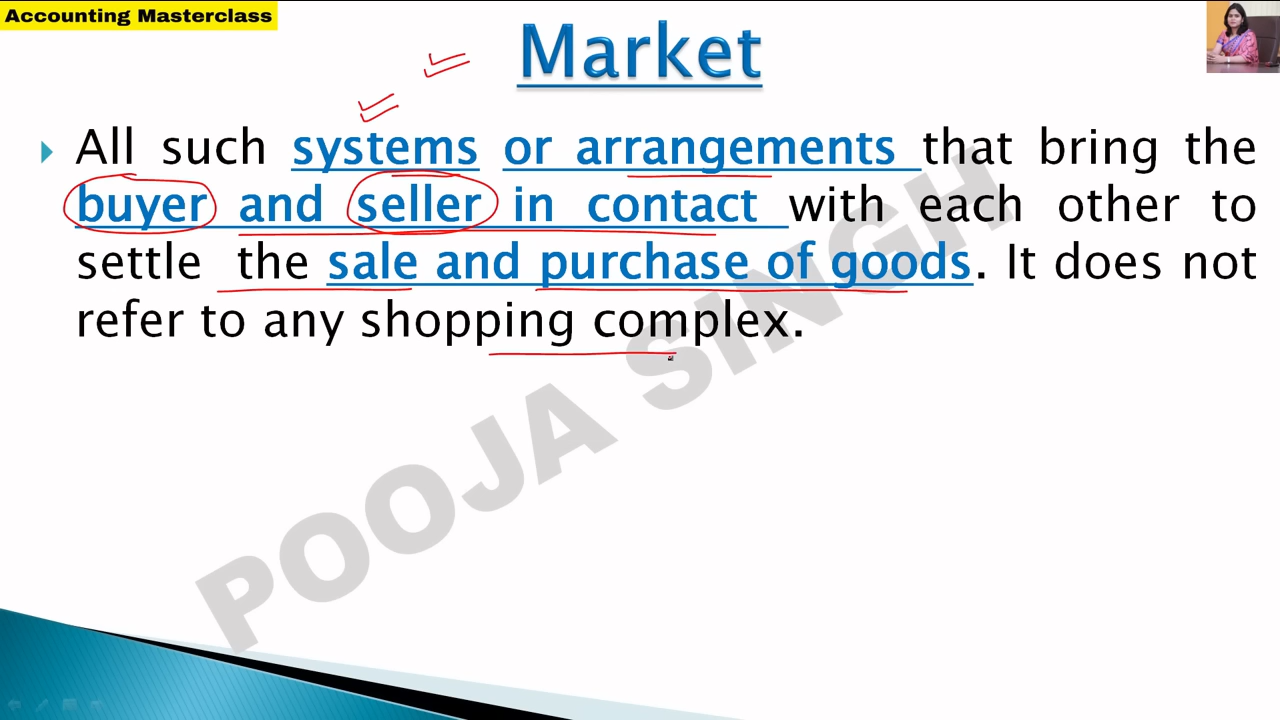 Accounting Masterclass
Market
All such systems or arrangements that bring the
buyer and seller in contact with each other to
settle the sale and purchase of goods. It does not
refer to any shopping complex.
POOJA SINGH